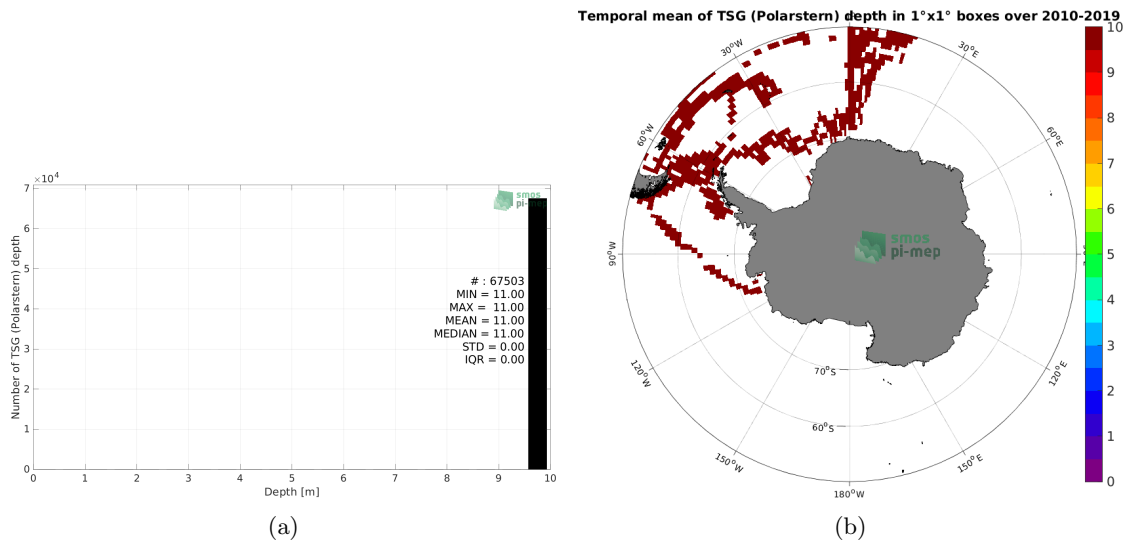 Temporal mean of TSG (Polarstern) depth in 1°x1° boxes over 2010-2019
×10⁴
7
6
5
4
3
2
1
0
Number of TSG (Polarstern) depth
smos
pi-mep
# : 67503
MIN = 11.00
MAX = 11.00
MEAN = 11.00
MEDIAN = 11.00
STD = 0.00
IQR = 0.00
0 1 2 3 4 5 6 7 8 9 10
Depth [m]
(a)
0°
30°W
30°E
60°W
60°E
90°W
120°W
120°E
150°W
150°E
180°W
70°S
60°S
smos
pi-mep
10
9
8
7
6
5
4
3
2
1
0
(b)